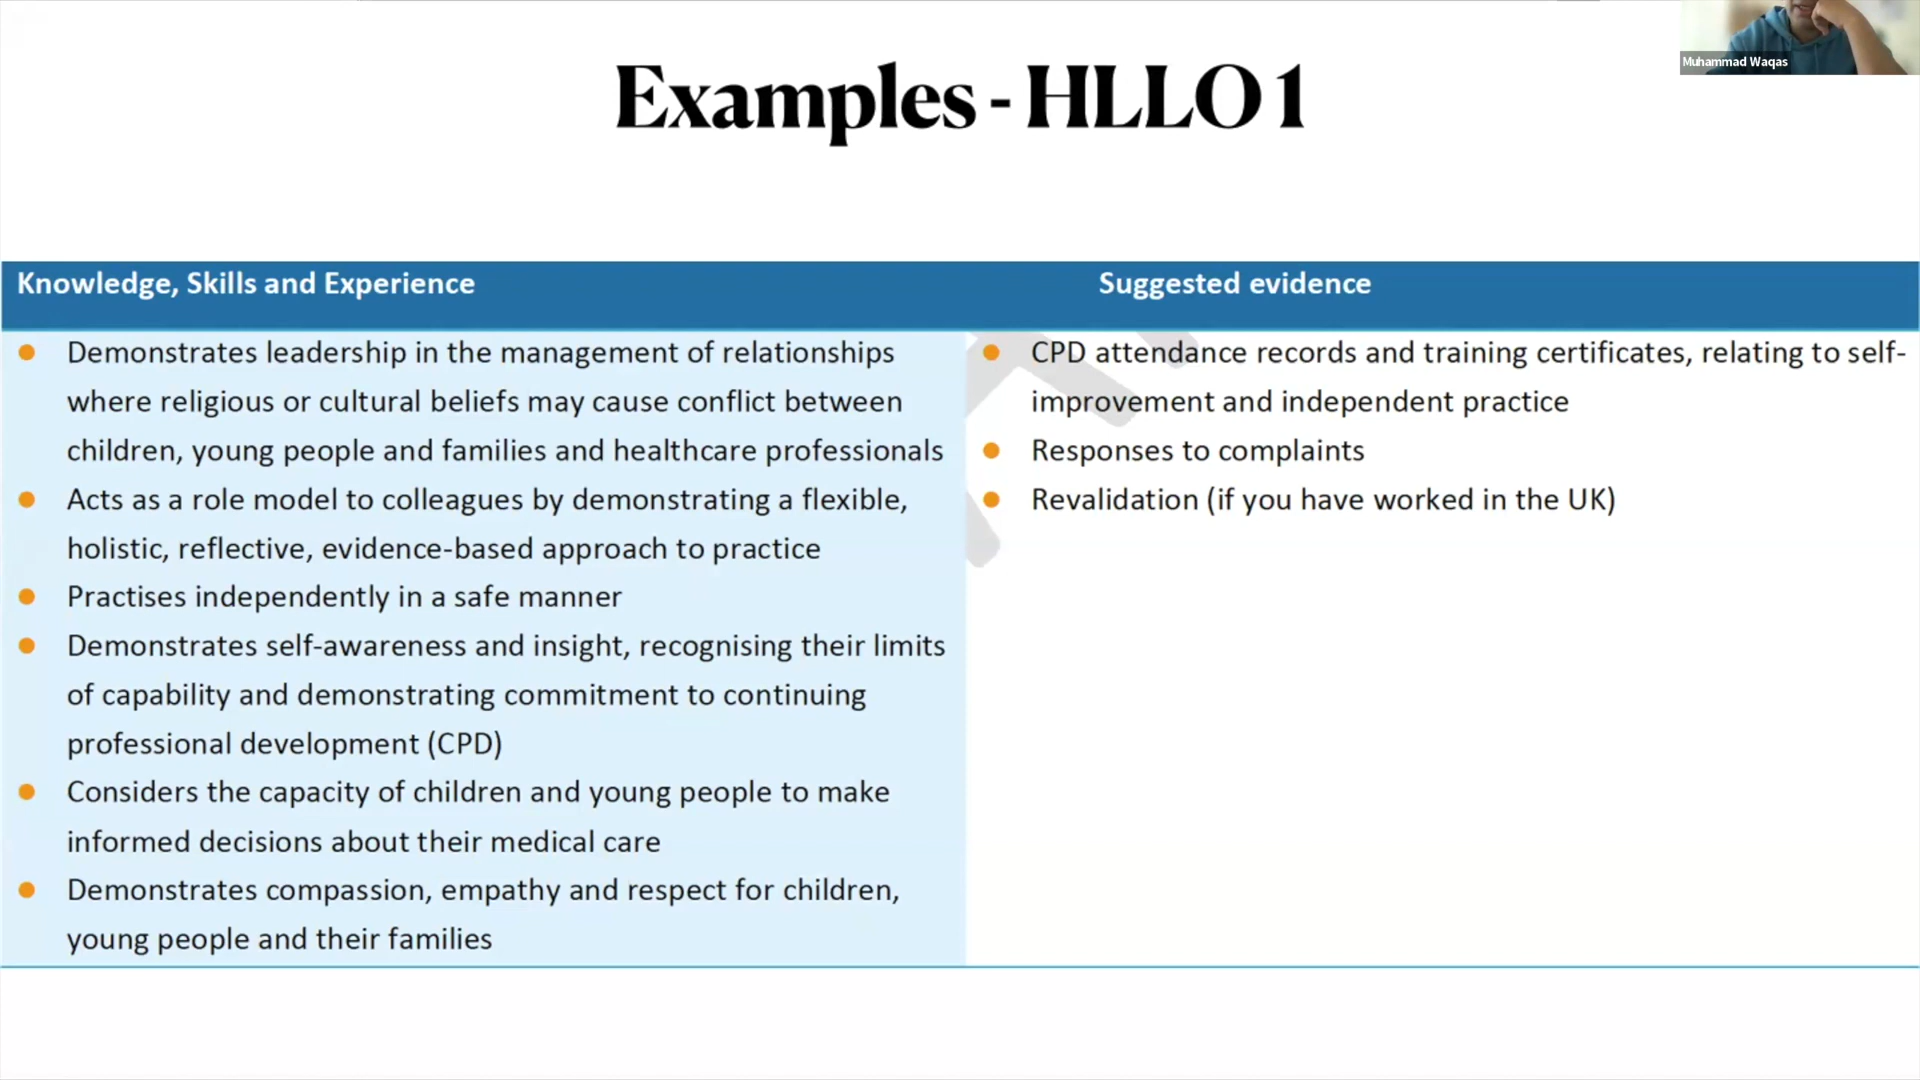 Muhammad Waqas
Examples - HLLO 1
Knowledge, Skills and Experience
Suggested evidence
Demonstrates leadership in the management of relationships
where religious or cultural beliefs may cause conflict between
children, young people and families and healthcare professionals
Acts as a role model to colleagues by demonstrating a flexible,
holistic, reflective, evidence-based approach to practice
Practises independently in a safe manner
Demonstrates self-awareness and insight, recognising their limits
of capability and demonstrating commitment to continuing
professional development (CPD)
Considers the capacity of children and young people to make
informed decisions about their medical care
Demonstrates compassion, empathy and respect for children,
young people and their families
CPD attendance records and training certificates, relating to self-
improvement and independent practice
Responses to complaints
Revalidation (if you have worked in the UK)